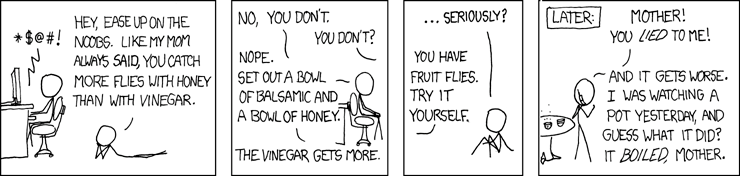 *$@#!
HEY, EASE UP ON THE
NOOBS. LIKE MY MOM
ALWAYS SAID, YOU CATCH
MORE FLIES WITH HONEY
THAN WITH VINEGAR.
NO, YOU DON'T.
YOU DON'T?
NOPE.
SET OUT A BOWL
OF BALSAMIC AND
A BOWL OF HONEY.
THE VINEGAR GETS MORE.
...SERIOUSLY?
YOU HAVE
FRUIT FLIES.
TRY IT
YOURSELF.
LATER:
MOTHER!
YOU LIED TO ME!
AND IT GETS WORSE.
I WAS WATCHING A
POT YESTERDAY, AND
GUESS WHAT IT DID?
IT BOILED, MOTHER.